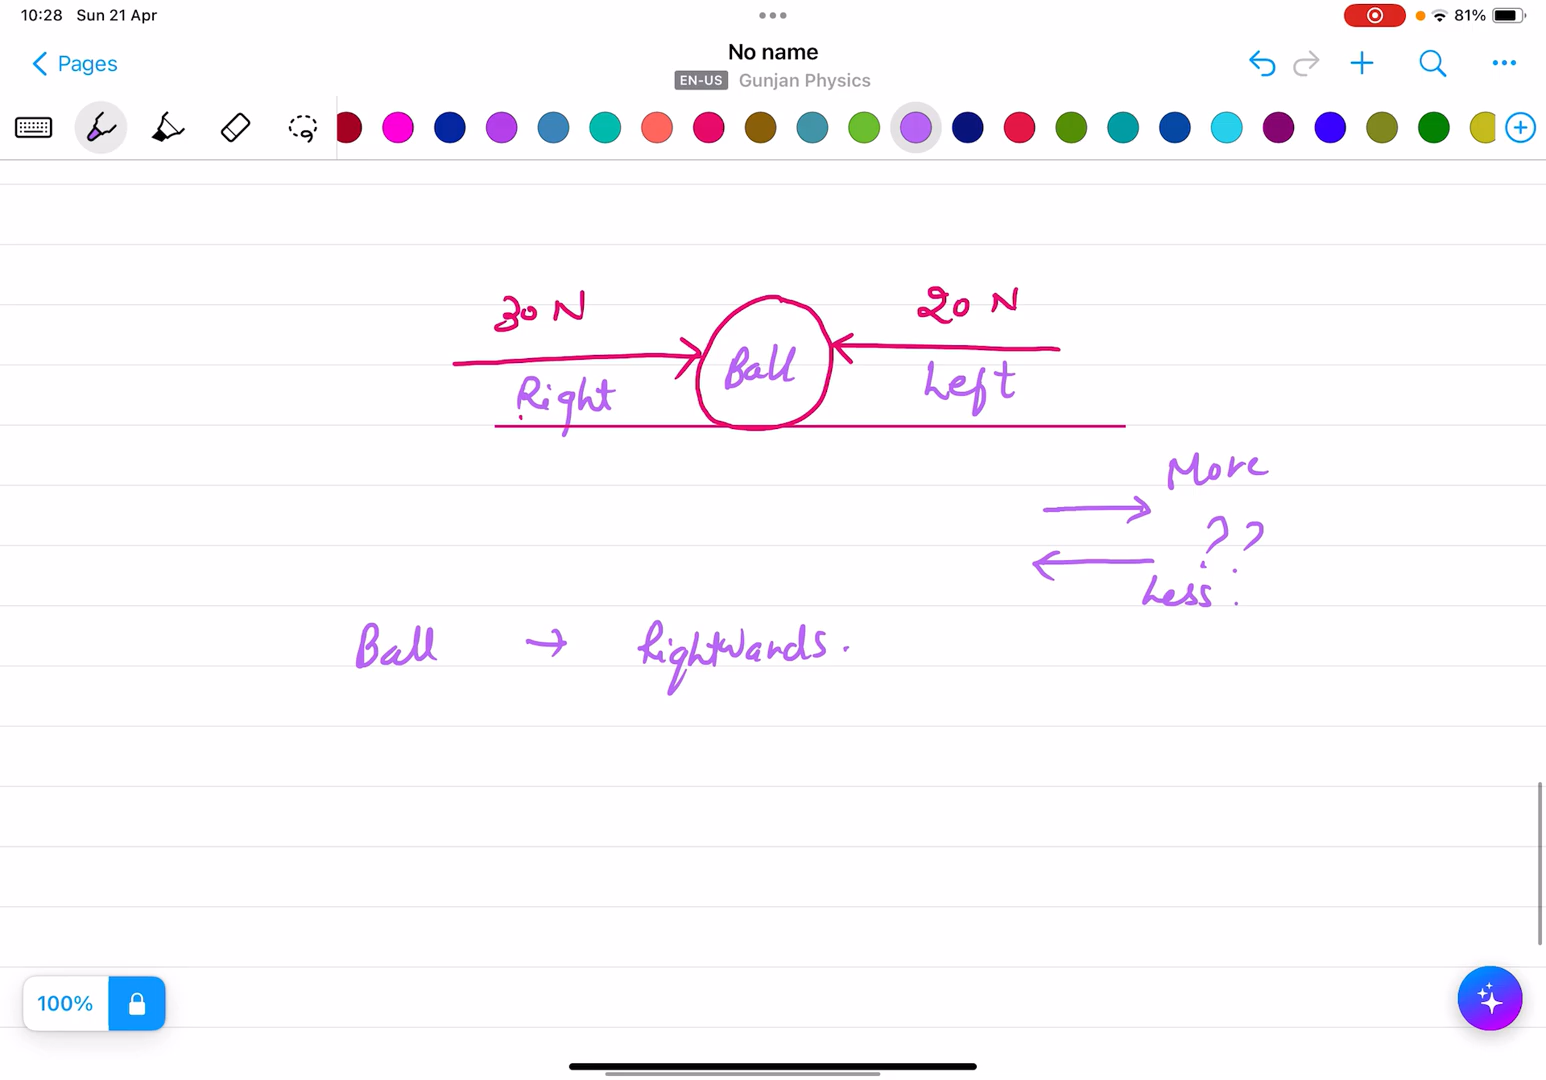 10:28 Sun 21 Apr
81%
Pages
No name
EN-US Gunjan Physics
30 N
20 N
Ball
Right
Left
More
??
Less
Ball → Rightwards.
100%